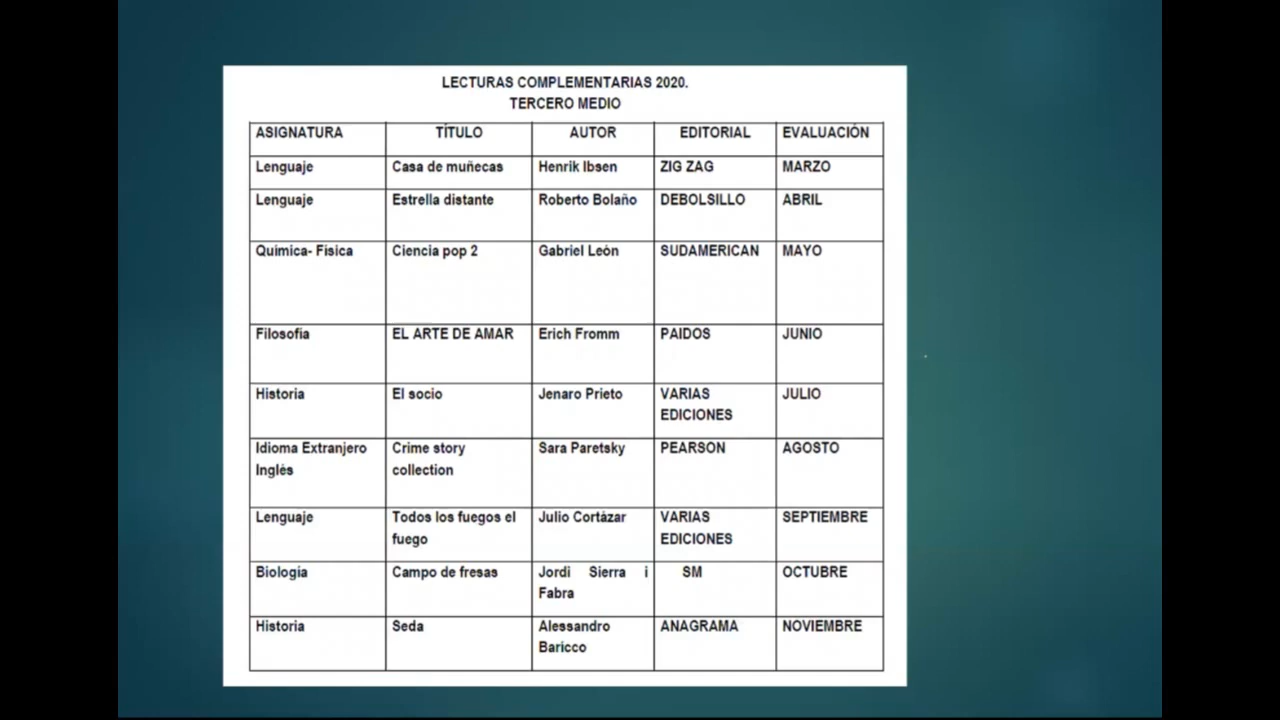 LECTURAS COMPLEMENTARIAS 2020.
TERCERO MEDIO
ASIGNATURA TÍTULO AUTOR EDITORIAL EVALUACIÓN
Lenguaje Casa de muñecas Henrik Ibsen ZIG ZAG MARZO
Lenguaje Estrella distante Roberto Bolaño DEBOLSILLO ABRIL
Química- Física Ciencia pop 2 Gabriel León SUDAMERICAN MAYO
Filosofía EL ARTE DE AMAR Erich Fromm PAIDOS JUNIO
Historia El socio Jenaro Prieto VARIAS JULIO
EDICIONES
Idioma Extranjero Crime story Sara Paretsky PEARSON AGOSTO
Inglés collection
Lenguaje Todos los fuegos el Julio Cortázar VARIAS SEPTIEMBRE
fuego EDICIONES
Biología Campo de fresas Jordi Sierra i SM OCTUBRE
Fabra
Historia Seda Alessandro ANAGRAMA NOVIEMBRE
Baricco